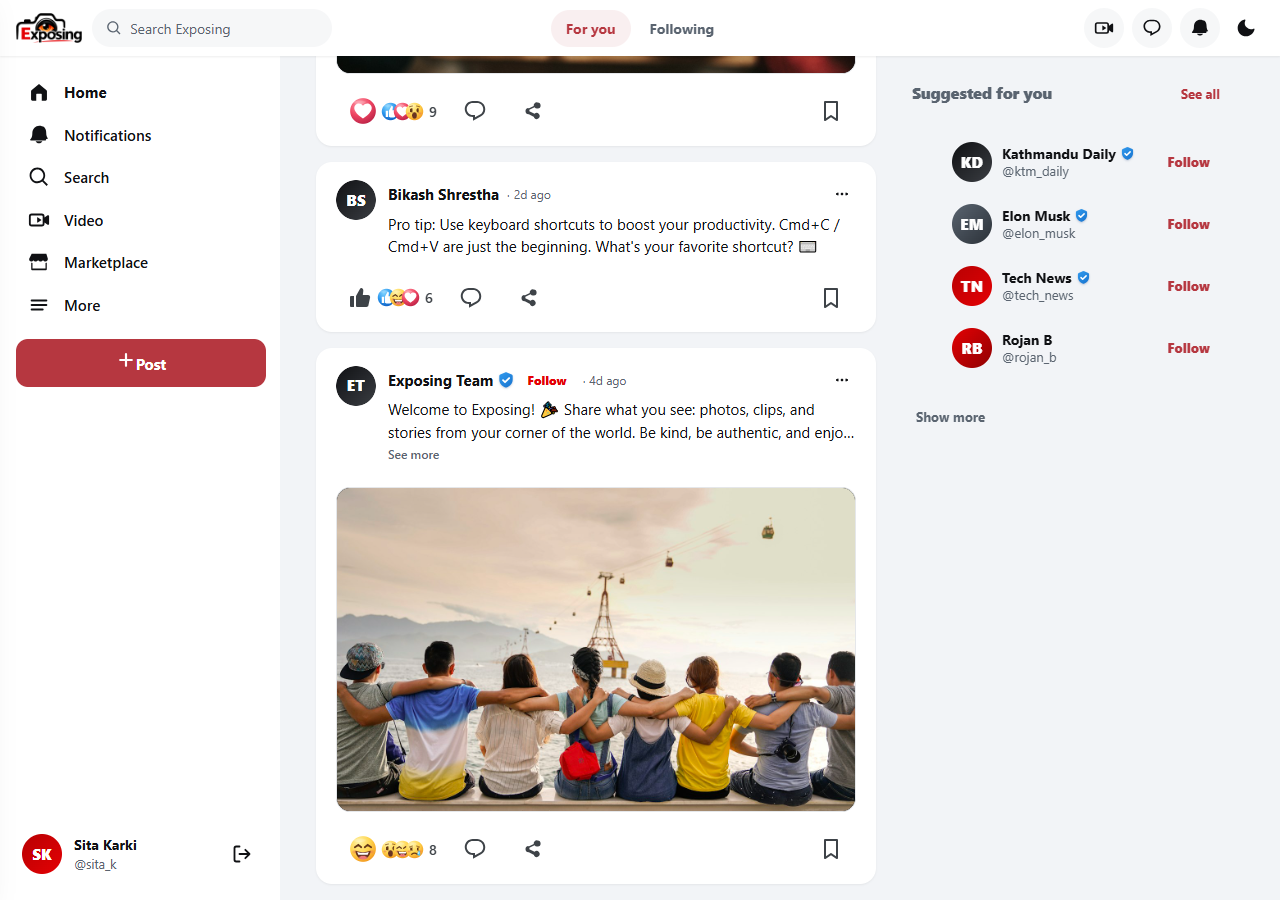 Exposing
Search Exposing
For you
Following
Home
Notifications
Search
Video
Marketplace
More
+ Post
SK
Sita Karki
@sita_k
9
BS
Bikash Shrestha · 2d ago
Pro tip: Use keyboard shortcuts to boost your productivity. Cmd+C /
Cmd+V are just the beginning. What's your favorite shortcut? ⌨️
6
ET
Exposing Team Follow · 4d ago
Welcome to Exposing! 🎉 Share what you see: photos, clips, and
stories from your corner of the world. Be kind, be authentic, and enjo...
See more
8
Suggested for you
See all
KD
Kathmandu Daily
@ktm_daily
Follow
EM
Elon Musk
@elon_musk
Follow
TN
Tech News
@tech_news
Follow
RB
Rojan B
@rojan_b
Follow
Show more